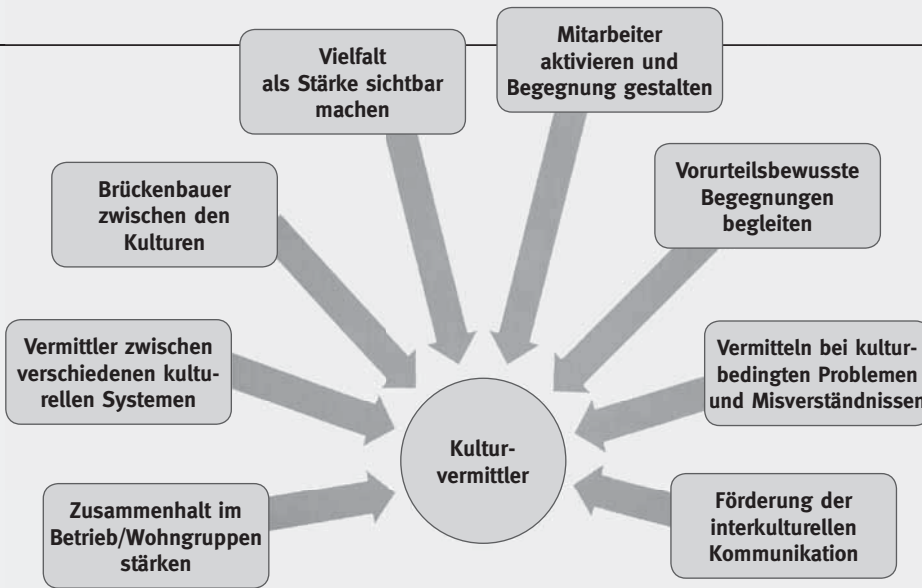 Mitarbeiter
aktivieren und
Begegnung gestalten
Vielfalt
als Stärke sichtbar
machen
Vorurteilsbewusste
Begegnungen
begleiten
Brückenbauer
zwischen den
Kulturen
Vermittler zwischen
verschiedenen kultu-
rellen Systemen
Vermitteln bei kultur-
bedingten Problemen
und Misverständnissen
Kultur-
vermittler
Zusammenhalt im
Betrieb/Wohngruppen
stärken
Förderung der
interkulturellen
Kommunikation